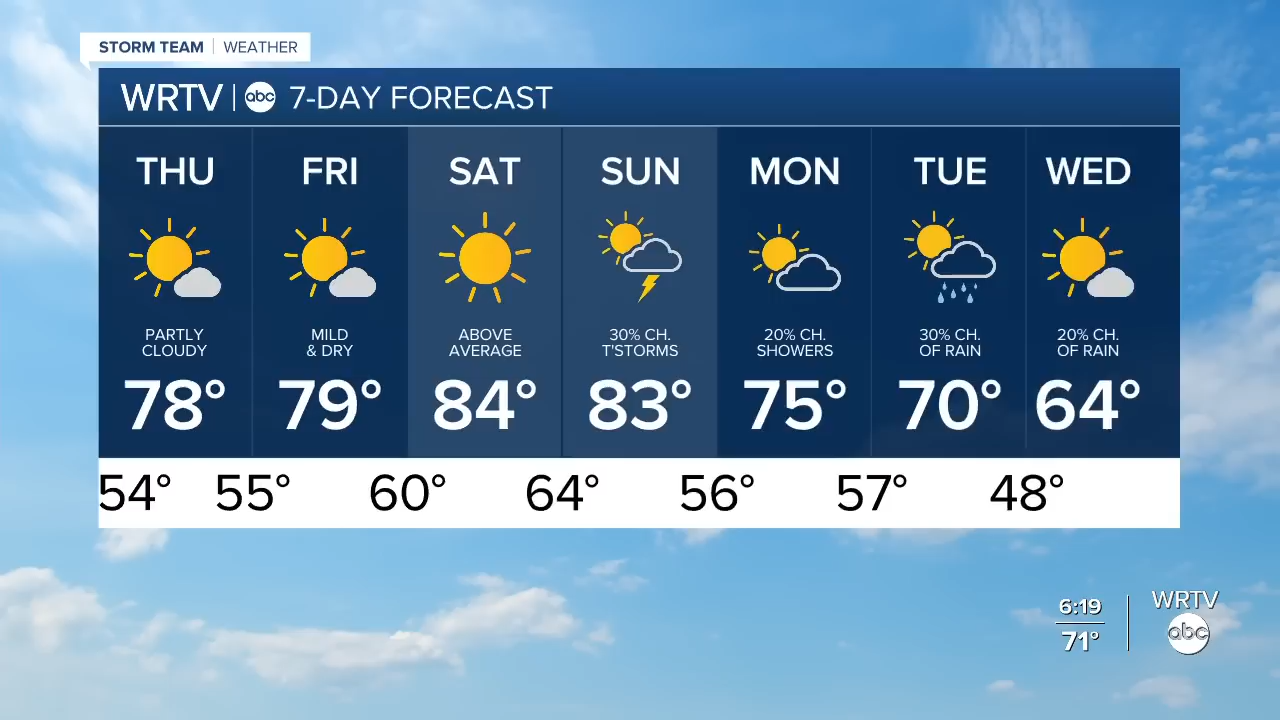 STORM TEAM | WEATHER
WRTV | abc 7-DAY FORECAST
THU FRI SAT SUN MON TUE WED
PARTLY MILD ABOVE 30% CH. 20% CH. 30% CH. 20% CH.
CLOUDY & DRY AVERAGE T'STORMS SHOWERS OF RAIN OF RAIN
78° 79° 84° 83° 75° 70° 64°
54° 55° 60° 64° 56° 57° 48°
6:19
71°
WRTV
abc